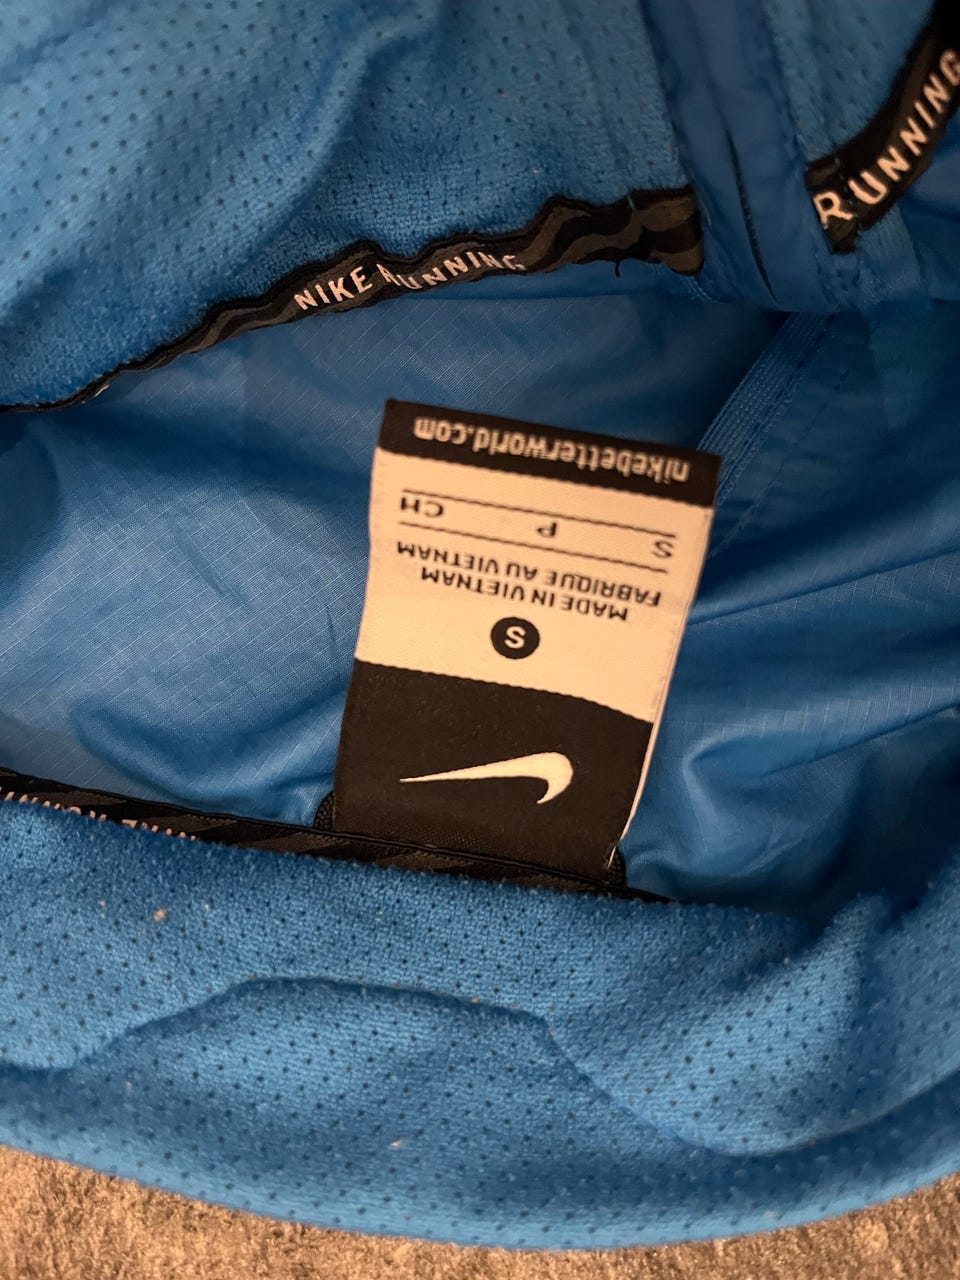 RUNNING
NIKE RUNNING
S
MADE IN VIETNAM
FABRIQUE AU VIETNAM
S P CH
nikebetterworld.com